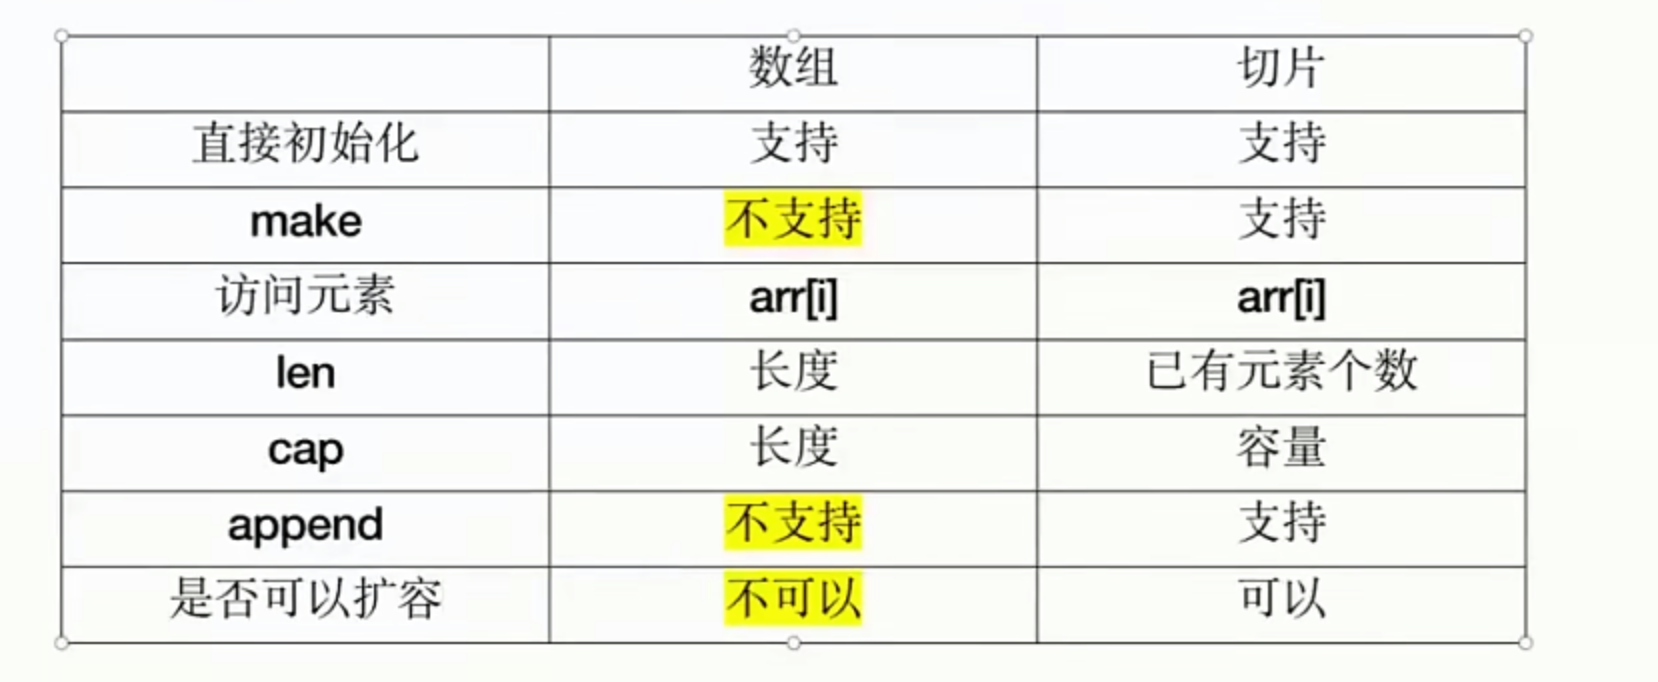 数组 切片
直接初始化 支持 支持
make 不支持 支持
访问元素 arr[i] arr[i]
len 长度 已有元素个数
cap 长度 容量
append 不支持 支持
是否可以扩容 不可以 可以